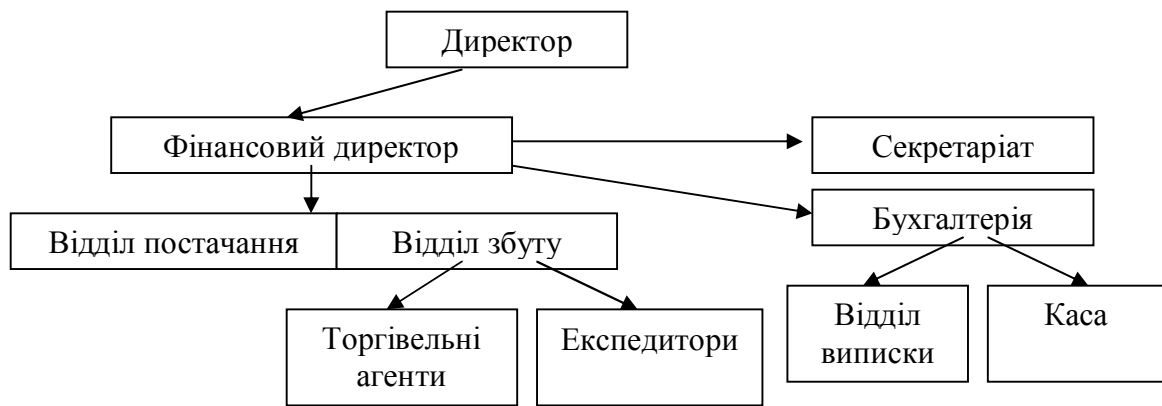 Директор
Фінансовий директор
Секретаріат
Бухгалтерія
Відділ постачання
Відділ збуту
Торгівельні
агенти
Експедитори
Відділ
виписки
Каса